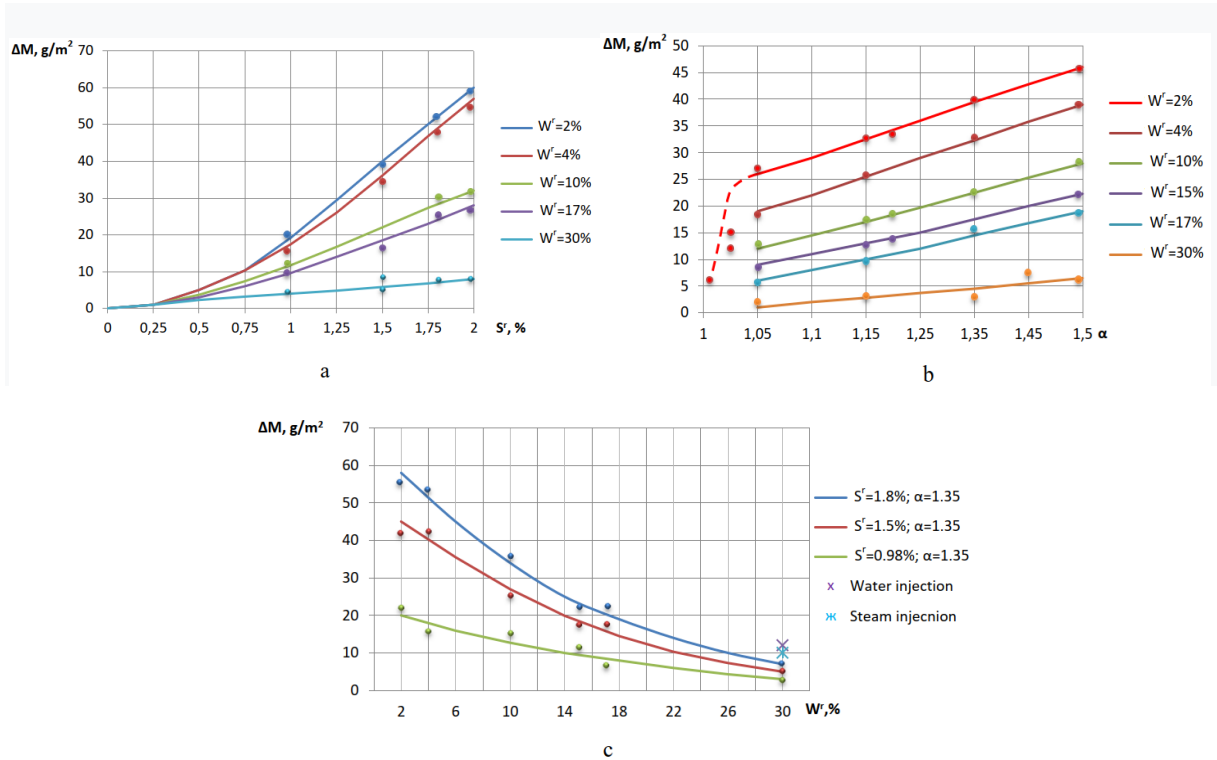 ΔM, g/m²
70
60
50
40
30
20
10
0
0 0,25 0,5 0,75 1 1,25 1,5 1,75 2
Sʳ, %
Wʳ=2%
Wʳ=4%
Wʳ=10%
Wʳ=17%
Wʳ=30%
a
ΔM, g/m²
50
45
40
35
30
25
20
15
10
5
0
1 1,05 1,1 1,15 1,25 1,35 1,45 1,5 α
Wʳ=2%
Wʳ=4%
Wʳ=10%
Wʳ=15%
Wʳ=17%
Wʳ=30%
b
ΔM, g/m²
70
60
50
40
30
20
10
0
2 6 10 14 18 22 26 30
Wʳ,%
Sʳ=1.8%; α=1.35
Sʳ=1.5%; α=1.35
Sʳ=0.98%; α=1.35
Water injection
Steam injecnion
c